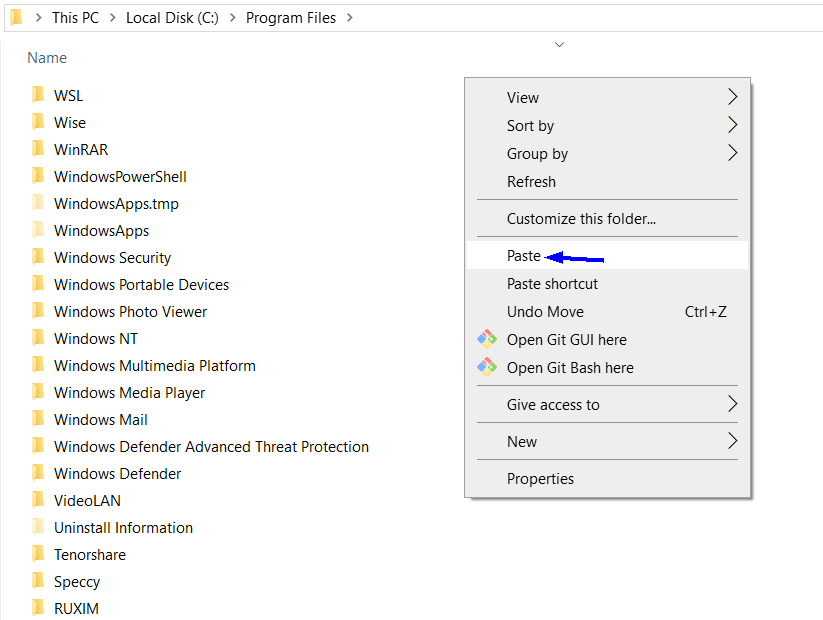 This PC > Local Disk (C:) > Program Files >
Name
WSL
Wise
WinRAR
WindowsPowerShell
WindowsApps.tmp
WindowsApps
Windows Security
Windows Portable Devices
Windows Photo Viewer
Windows NT
Windows Multimedia Platform
Windows Media Player
Windows Mail
Windows Defender Advanced Threat Protection
Windows Defender
VideoLAN
Uninstall Information
Tenorshare
Speccy
RUXIM
View
Sort by
Group by
Refresh
Customize this folder...
Paste
Paste shortcut
Undo Move Ctrl+Z
Open Git GUI here
Open Git Bash here
Give access to
New
Properties